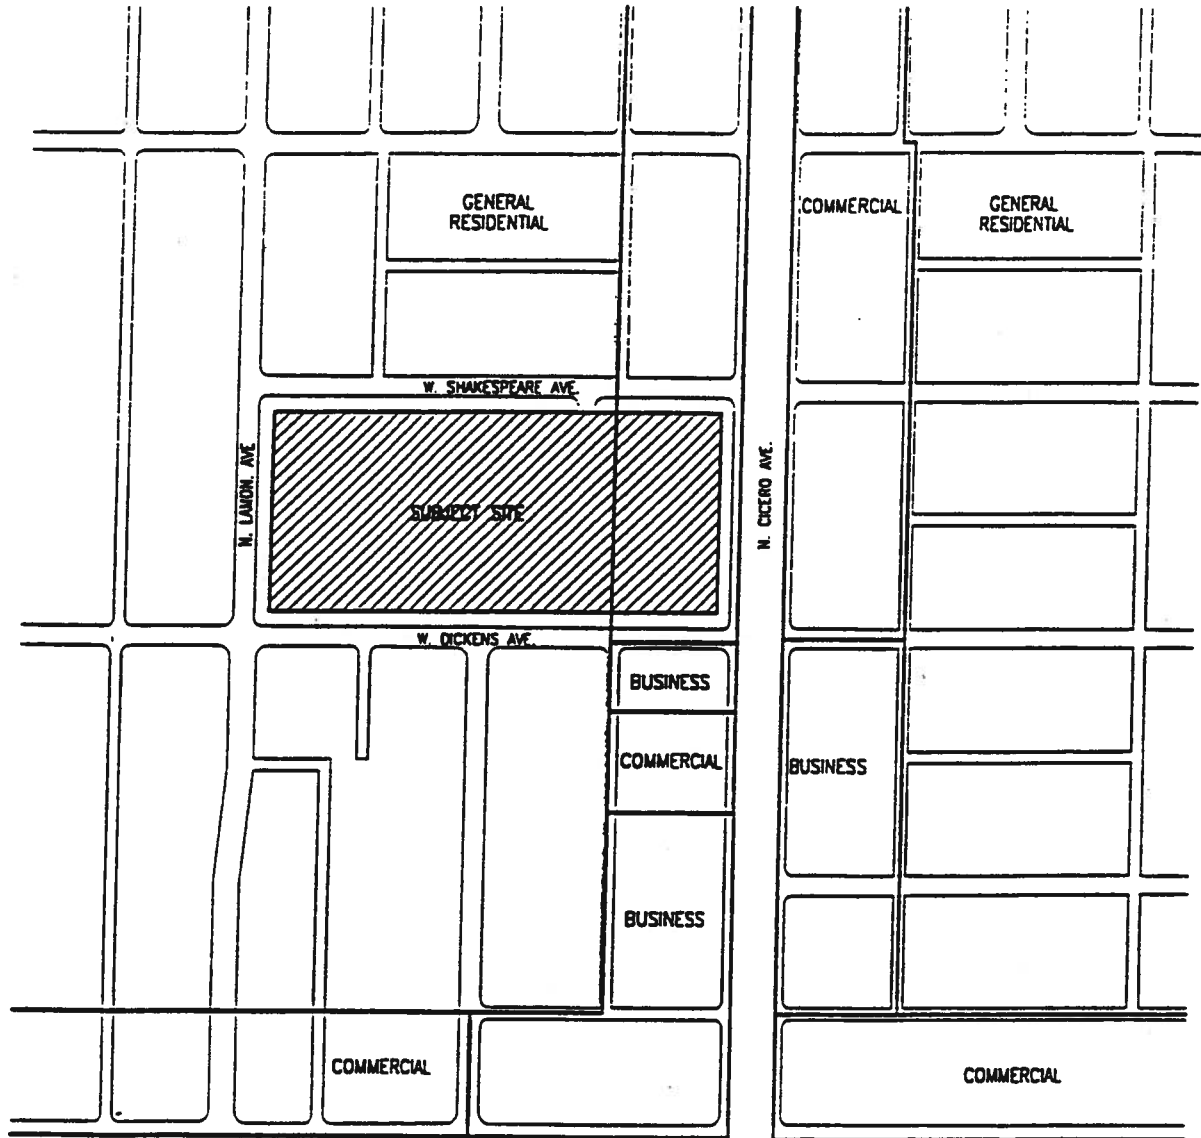 GENERAL
RESIDENTIAL
COMMERCIAL
GENERAL
RESIDENTIAL
W. SHAKESPEARE AVE.
N. LAMON. AVE
SUBJECT SITE
N. CICERO AVE.
W. DICKENS AVE.
BUSINESS
COMMERCIAL
BUSINESS
BUSINESS
COMMERCIAL
COMMERCIAL